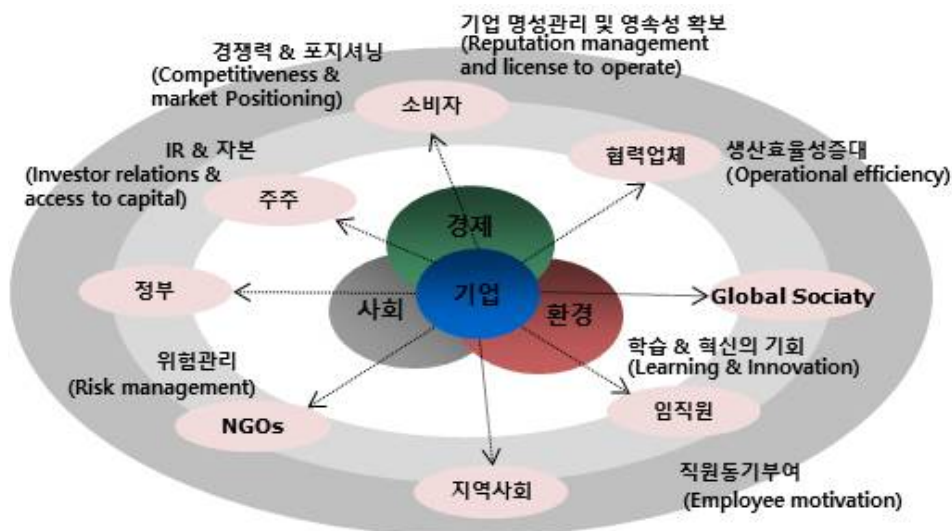 기업 명성관리 및 영속성 확보
(Reputation management
and license to operate)
경쟁력 & 포지셔닝
(Competitiveness &
market Positioning)
소비자
IR & 자본
(Investor relations &
access to capital)
협력업체
생산효율성증대
(Operational efficiency)
주주
경제
정부
사회
기업
환경
Global Sociaty
위험관리
(Risk management)
학습 & 혁신의 기회
(Learning & Innovation)
NGOs
임직원
지역사회
직원동기부여
(Employee motivation)